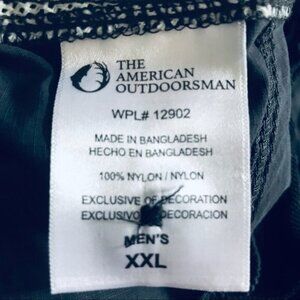 THE
AMERICAN
OUTDOORSMAN
WPL# 12902
MADE IN BANGLADESH
HECHO EN BANGLADESH
100% NYLON / NYLON
EXCLUSIVE OF DECORATION
EXCLUSIVO DECORACION
MEN'S
XXL